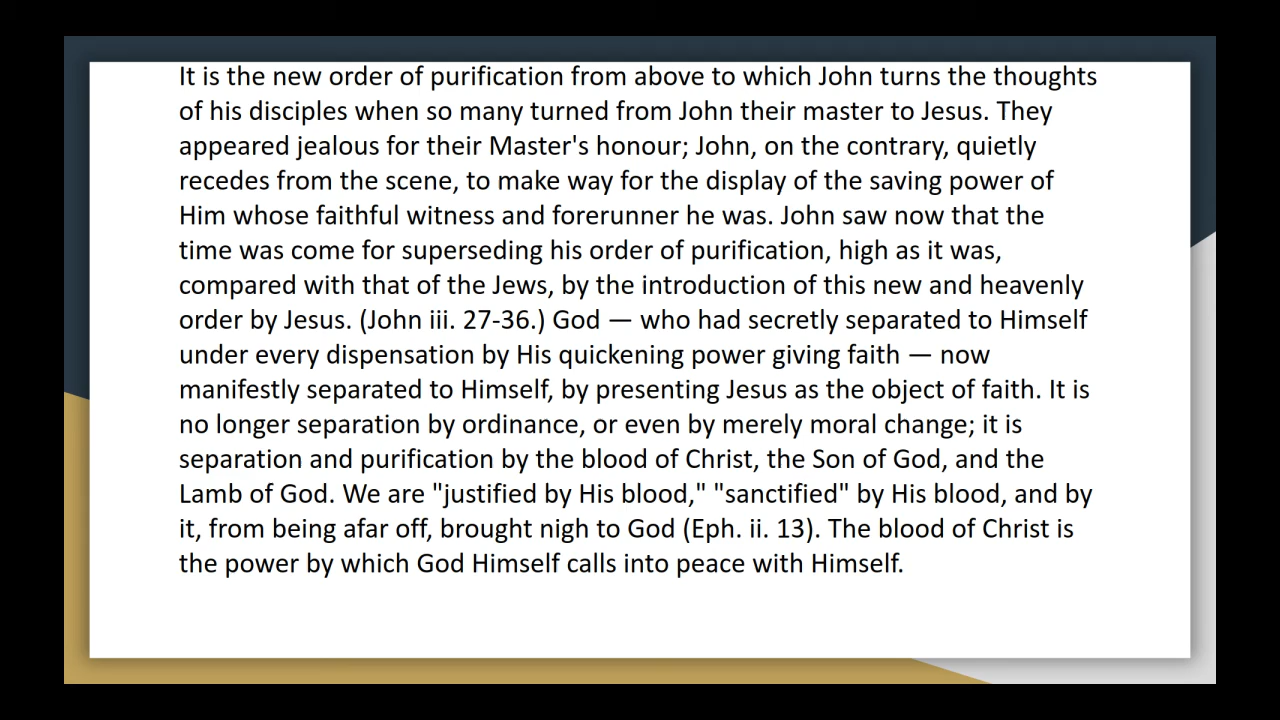 It is the new order of purification from above to which John turns the thoughts
of his disciples when so many turned from John their master to Jesus. They
appeared jealous for their Master's honour; John, on the contrary, quietly
recedes from the scene, to make way for the display of the saving power of
Him whose faithful witness and forerunner he was. John saw now that the
time was come for superseding his order of purification, high as it was,
compared with that of the Jews, by the introduction of this new and heavenly
order by Jesus. (John iii. 27-36.) God — who had secretly separated to Himself
under every dispensation by His quickening power giving faith — now
manifestly separated to Himself, by presenting Jesus as the object of faith. It is
no longer separation by ordinance, or even by merely moral change; it is
separation and purification by the blood of Christ, the Son of God, and the
Lamb of God. We are "justified by His blood," "sanctified" by His blood, and by
it, from being afar off, brought nigh to God (Eph. ii. 13). The blood of Christ is
the power by which God Himself calls into peace with Himself.